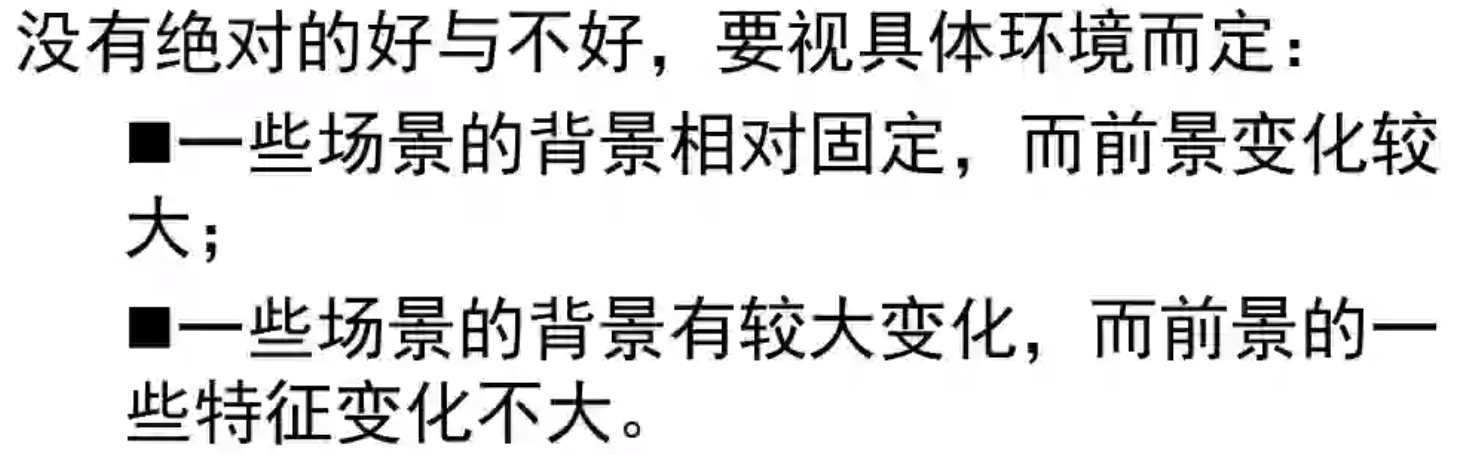 没有绝对的好与不好，要视具体环境而定：
■一些场景的背景相对固定，而前景变化较
大；
■一些场景的背景有较大变化，而前景的一
些特征变化不大。